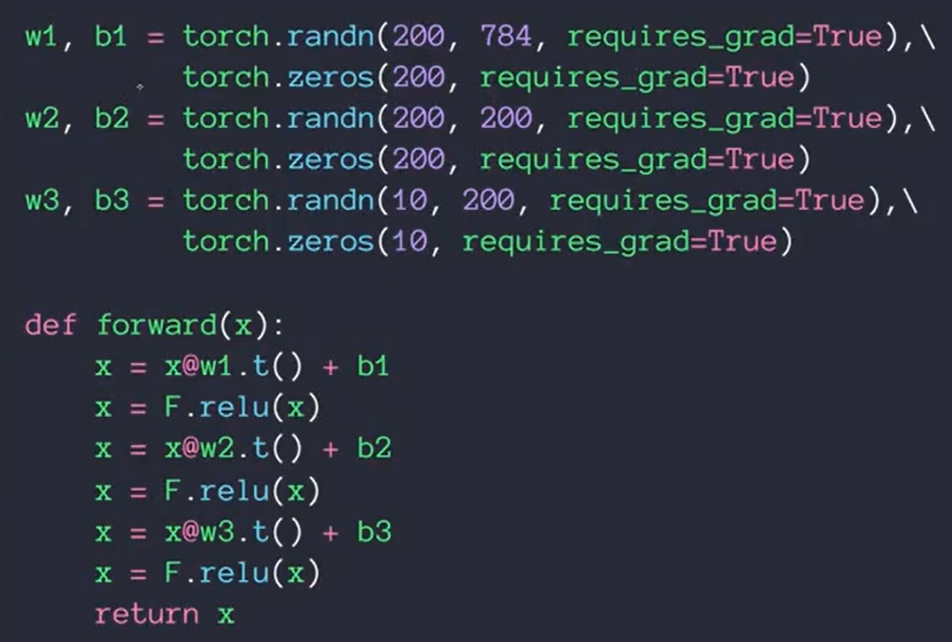 w1, b1 = torch.randn(200, 784, requires_grad=True),\
         torch.zeros(200, requires_grad=True)
w2, b2 = torch.randn(200, 200, requires_grad=True),\
         torch.zeros(200, requires_grad=True)
w3, b3 = torch.randn(10, 200, requires_grad=True),\
         torch.zeros(10, requires_grad=True)

def forward(x):
    x = x@w1.t() + b1
    x = F.relu(x)
    x = x@w2.t() + b2
    x = F.relu(x)
    x = x@w3.t() + b3
    x = F.relu(x)
    return x